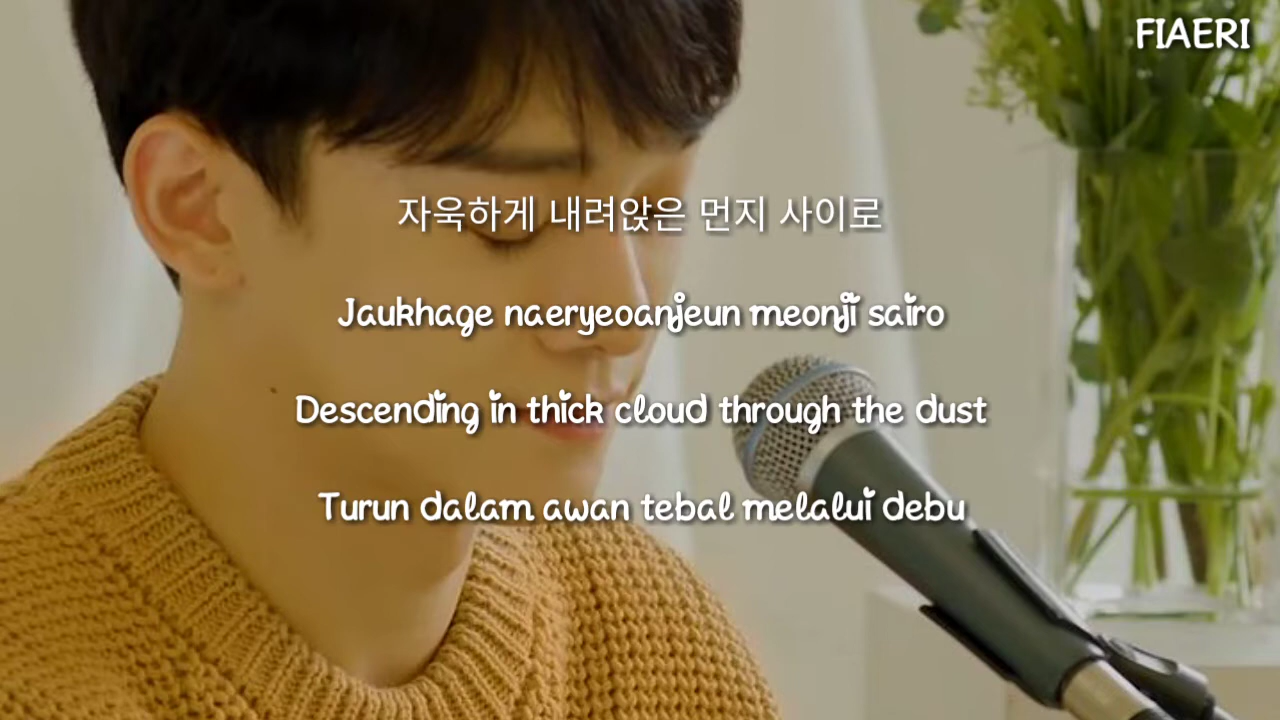 FIAERI
자욱하게 내려앉은 먼지 사이로
Jaukhage naeryeoanjeun meonji sairo
Descending in thick cloud through the dust
Turun dalam awan tebal melalui debu